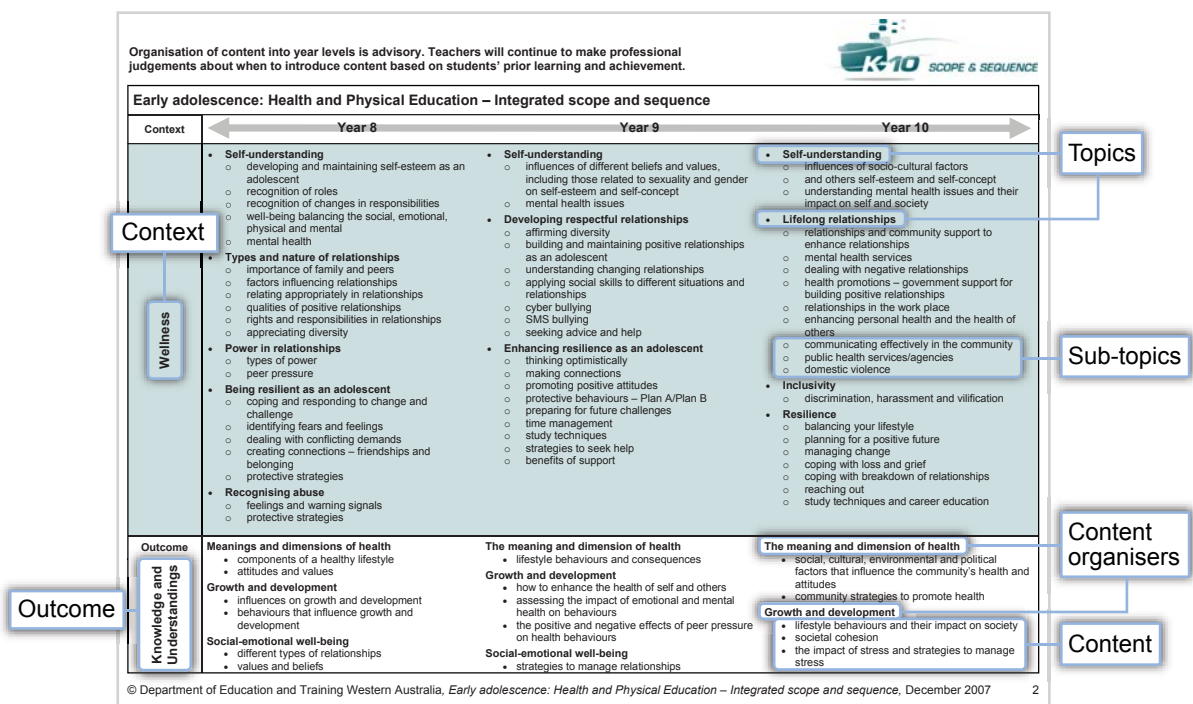 Organisation of content into year levels is advisory. Teachers will continue to make professional
judgements about when to introduce content based on students' prior learning and achievement.
K-10 SCOPE & SEQUENCE
Early adolescence: Health and Physical Education – Integrated scope and sequence
Context
Year 8
Year 9
Year 10
Context
Wellness
• Self-understanding
o developing and maintaining self-esteem as an
adolescent
o recognition of roles
o recognition of changes in responsibilities
o well-being balancing the social, emotional,
physical and mental
o mental health
• Types and nature of relationships
o importance of family and peers
o factors influencing relationships
o relating appropriately in relationships
o qualities of positive relationships
o rights and responsibilities in relationships
o appreciating diversity
• Power in relationships
o types of power
o peer pressure
• Being resilient as an adolescent
o coping and responding to change and
challenge
o identifying fears and feelings
o dealing with conflicting demands
o creating connections – friendships and
belonging
o protective strategies
• Recognising abuse
o feelings and warning signals
o protective strategies
• Self-understanding
o influences of different beliefs and values,
including those related to sexuality and gender
on self-esteem and self-concept
o mental health issues
• Developing respectful relationships
o affirming diversity
o building and maintaining positive relationships
as an adolescent
o understanding changing relationships
o applying social skills to different situations and
relationships
o cyber bullying
o SMS bullying
o seeking advice and help
• Enhancing resilience as an adolescent
o thinking optimistically
o making connections
o promoting positive attitudes
o protective behaviours – Plan A/Plan B
o preparing for future challenges
o time management
o study techniques
o strategies to seek help
o benefits of support
• Self-understanding
o influences of socio-cultural factors
o and others self-esteem and self-concept
o understanding mental health issues and their
impact on self and society
• Lifelong relationships
o relationships and community support to
enhance relationships
o mental health services
o dealing with negative relationships
o health promotions – government support for
building positive relationships
o relationships in the work place
o enhancing personal health and the health of
others
o communicating effectively in the community
o public health services/agencies
o domestic violence
• Inclusivity
o discrimination, harassment and vilification
• Resilience
o balancing your lifestyle
o planning for a positive future
o managing change
o coping with loss and grief
o coping with breakdown of relationships
o reaching out
o study techniques and career education
Topics
Sub-topics
Outcome
Outcome
Knowledge and
Understandings
Meanings and dimensions of health
• components of a healthy lifestyle
• attitudes and values
Growth and development
• influences on growth and development
• behaviours that influence growth and
development
Social-emotional well-being
• different types of relationships
• values and beliefs
The meaning and dimension of health
• lifestyle behaviours and consequences
Growth and development
• how to enhance the health of self and others
• assessing the impact of emotional and mental
health on behaviours
• the positive and negative effects of peer pressure
on health behaviours
Social-emotional well-being
• strategies to manage relationships
The meaning and dimension of health
• social, cultural, environmental and political
factors that influence the community's health and
attitudes
• community strategies to promote health
Growth and development
• lifestyle behaviours and their impact on society
• societal cohesion
• the impact of stress and strategies to manage
stress
Content
organisers
Content
© Department of Education and Training Western Australia, Early adolescence: Health and Physical Education – Integrated scope and sequence, December 2007 2